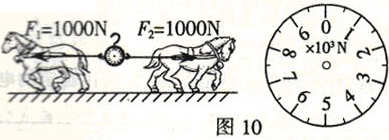 F₁=1000N
?
F₂=1000N
0 1 2 3 4 5 6 7 8 9
×10³N
图 10